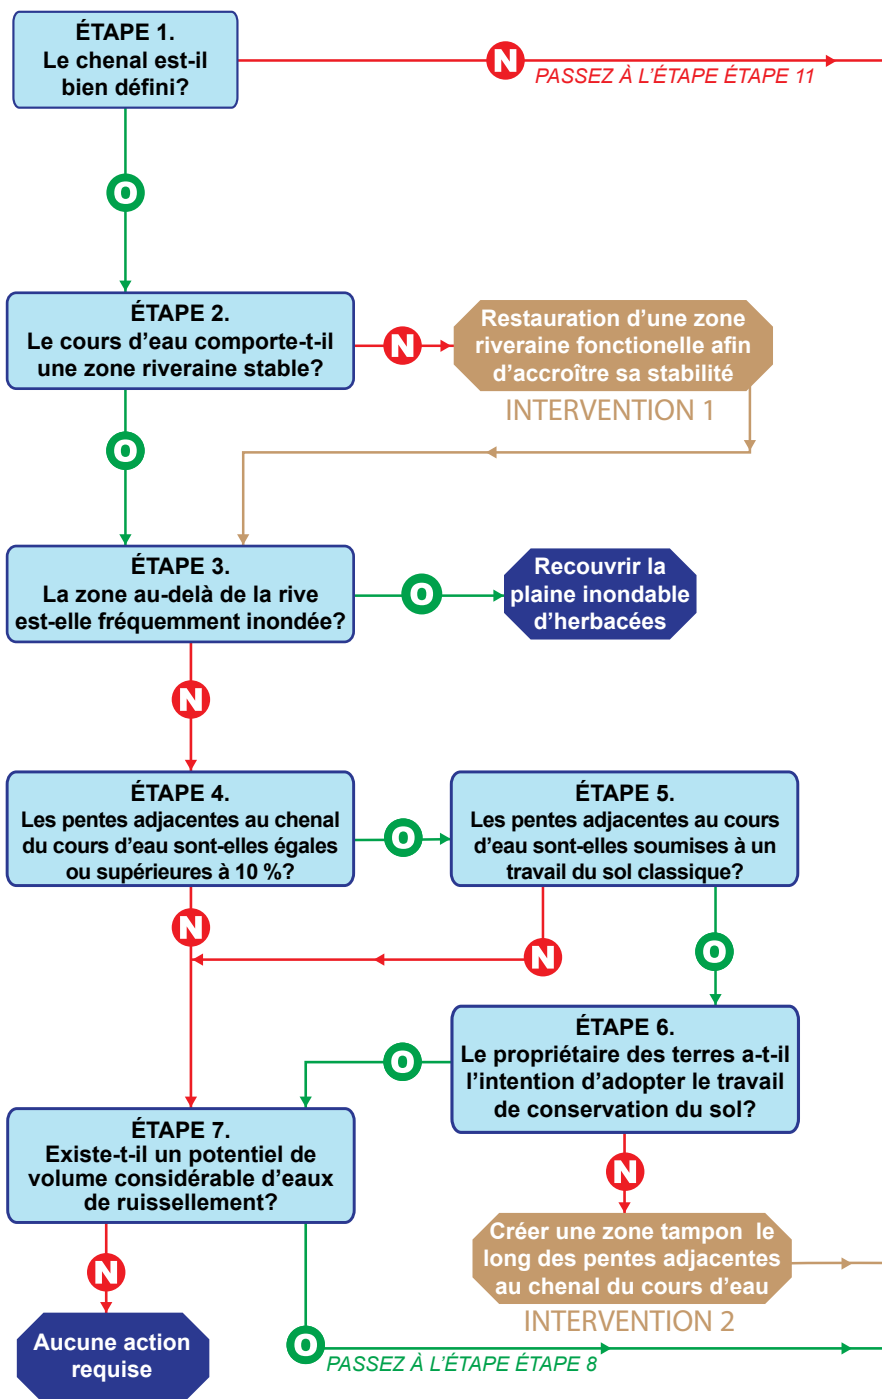 ÉTAPE 1.
Le chenal est-il
bien défini?
N
PASSEZ À L'ÉTAPE ÉTAPE 11
O
ÉTAPE 2.
Le cours d'eau comporte-t-il
une zone riveraine stable?
N
Restauration d'une zone
riveraine fonctionelle afin
d'accroître sa stabilité
INTERVENTION 1
O
ÉTAPE 3.
La zone au-delà de la rive
est-elle fréquemment inondée?
O
Recouvrir la
plaine inondable
d'herbacées
N
ÉTAPE 4.
Les pentes adjacentes au chenal
du cours d'eau sont-elles égales
ou supérieures à 10 %?
O
ÉTAPE 5.
Les pentes adjacentes au cours
d'eau sont-elles soumises à un
travail du sol classique?
N
N
O
ÉTAPE 6.
Le propriétaire des terres a-t-il
l'intention d'adopter le travail
de conservation du sol?
O
ÉTAPE 7.
Existe-t-il un potentiel de
volume considérable d'eaux
de ruissellement?
N
Créer une zone tampon le
long des pentes adjacentes
au chenal du cours d'eau
INTERVENTION 2
N
Aucune action
requise
O
PASSEZ À L'ÉTAPE ÉTAPE 8